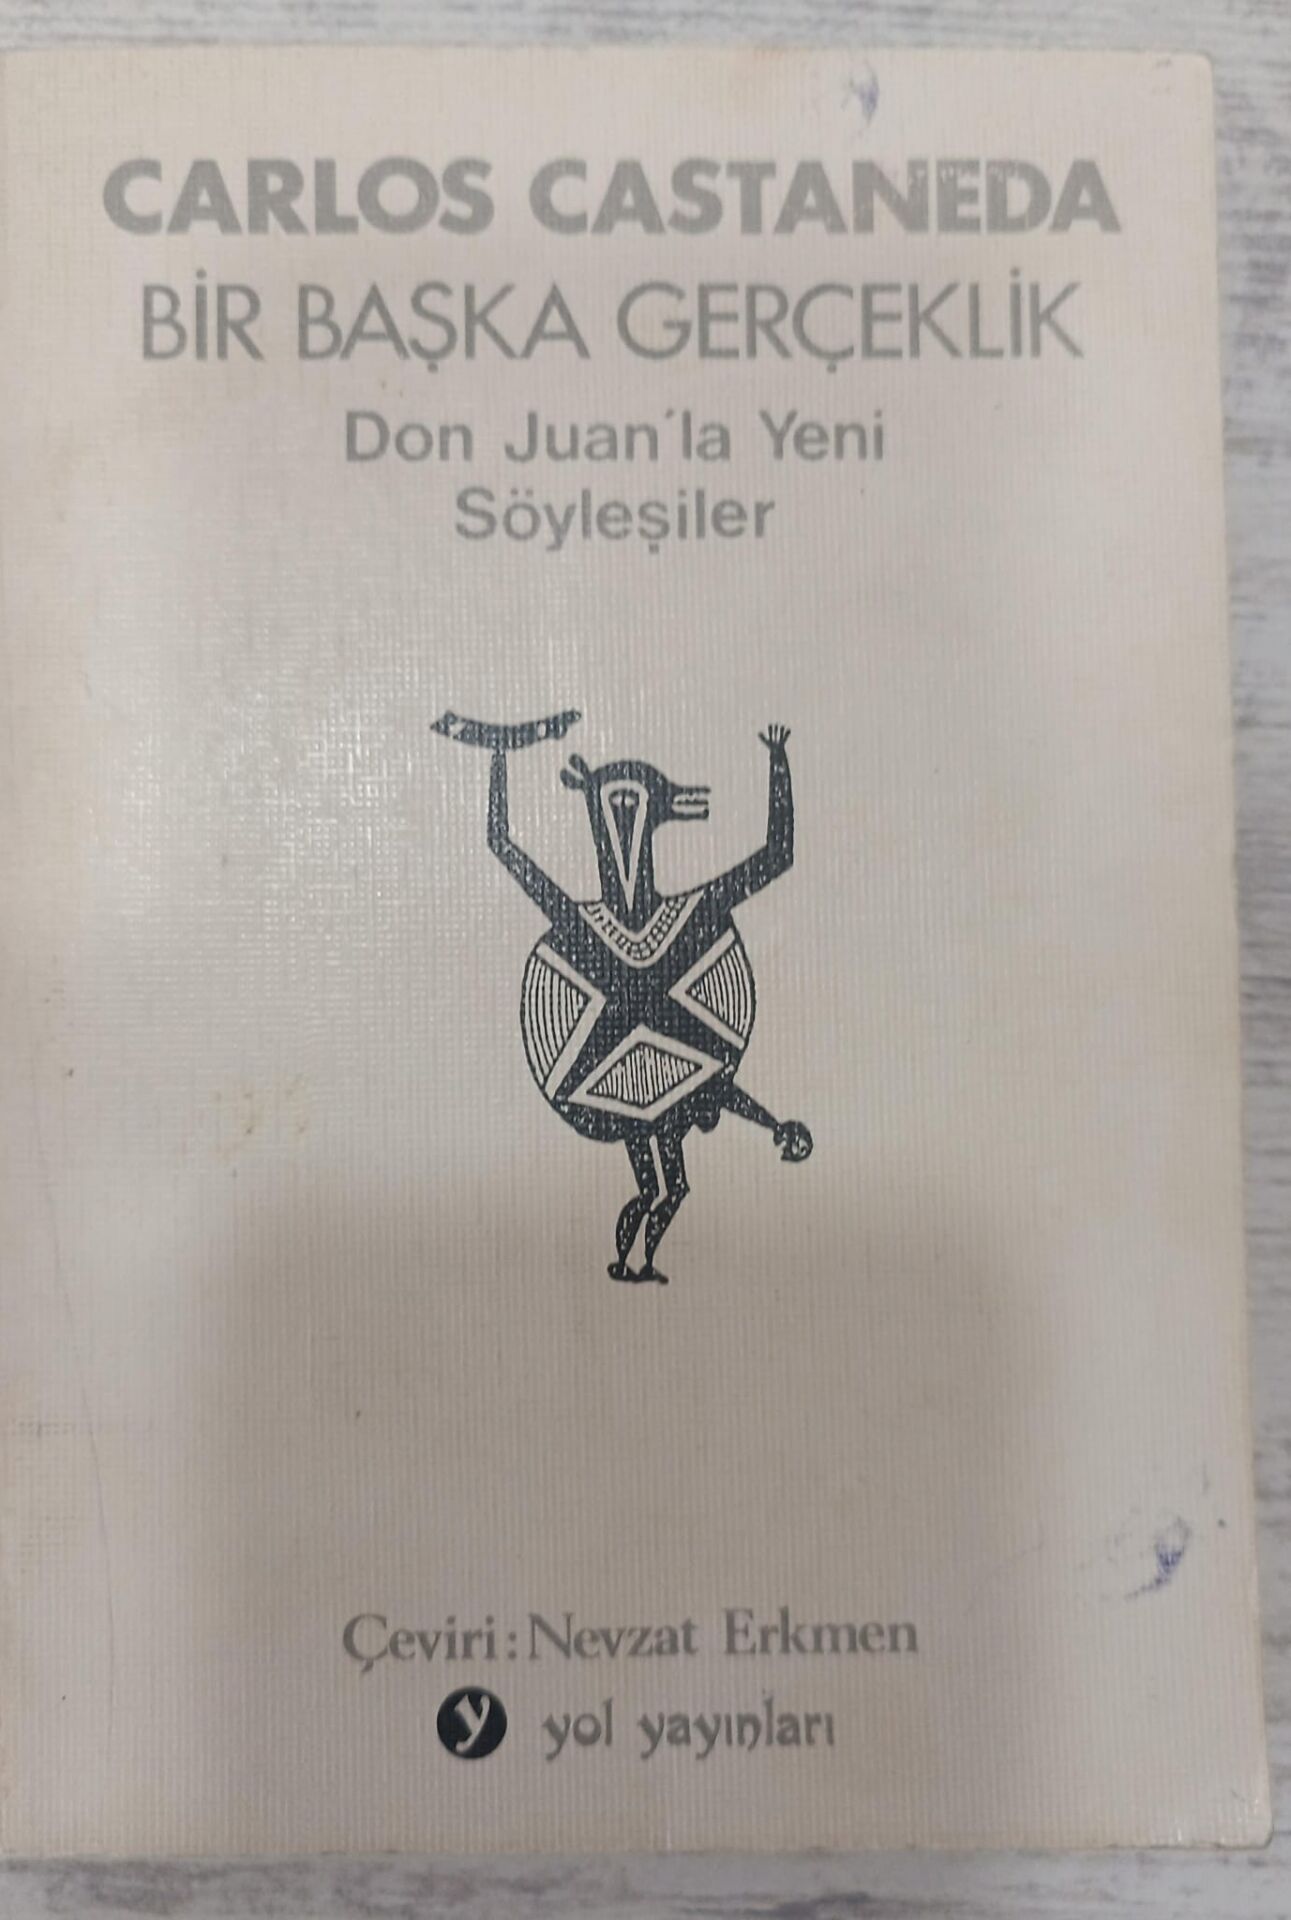 CARLOS CASTANEDA
BİR BAŞKA GERÇEKLİK
Don Juan'la Yeni
Söyleşiler
Çeviri: Nevzat Erkmen
y yol yayınları